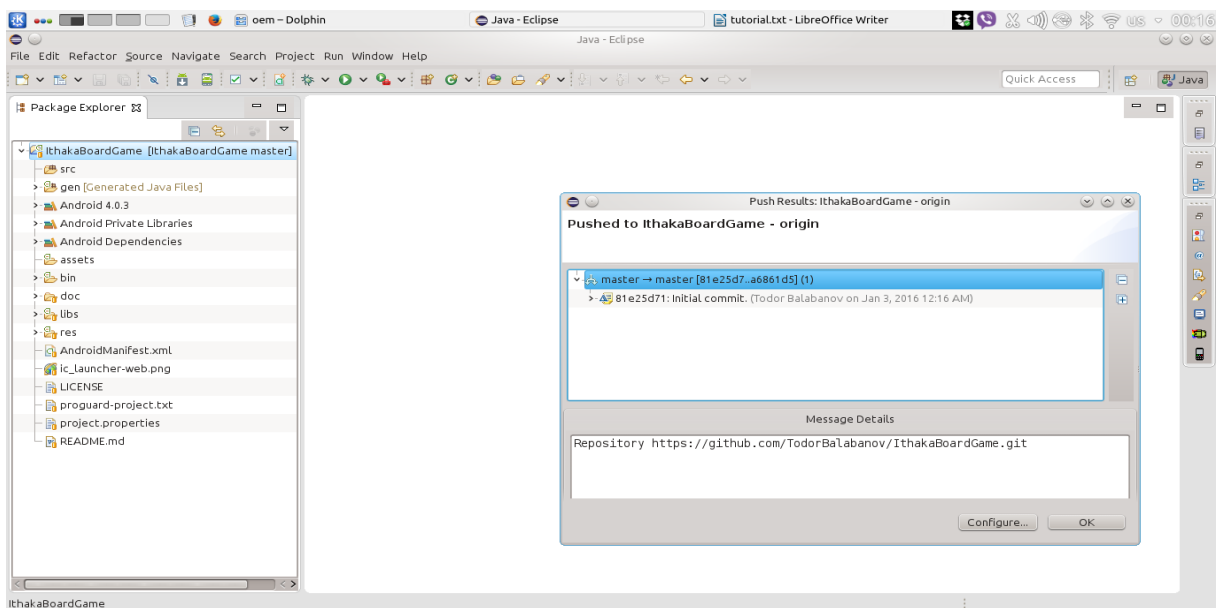 oem – Dolphin
Java - Eclipse
tutorial.txt - LibreOffice Writer
US
00:16
Java - Eclipse
File Edit Refactor Source Navigate Search Project Run Window Help
Quick Access
Java
Package Explorer
IthakaBoardGame [IthakaBoardGame master]
src
gen [Generated Java Files]
Android 4.0.3
Android Private Libraries
Android Dependencies
assets
bin
doc
libs
res
AndroidManifest.xml
ic_launcher-web.png
LICENSE
proguard-project.txt
project.properties
README.md
Push Results: IthakaBoardGame - origin
Pushed to IthakaBoardGame - origin
master → master [81e25d7..a6861d5] (1)
81e25d71: Initial commit. (Todor Balabanov on Jan 3, 2016 12:16 AM)
Message Details
Repository https://github.com/TodorBalabanov/IthakaBoardGame.git
Configure...
OK
IthakaBoardGame